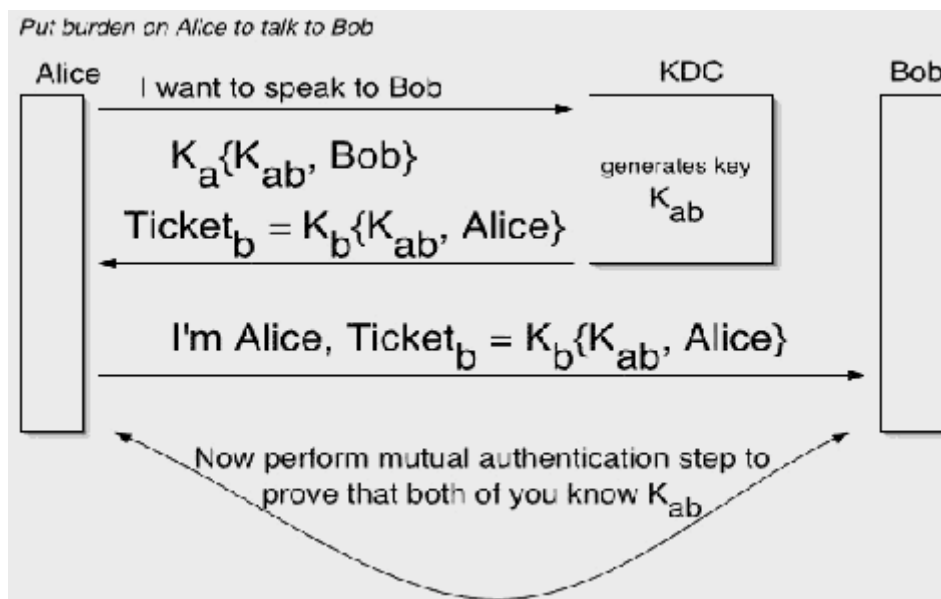 Put burden on Alice to talk to Bob
Alice
KDC
Bob
I want to speak to Bob
Kₐ{Kₐb, Bob}
generates key
Kₐb
Ticketb = Kb{Kₐb, Alice}
I'm Alice, Ticketb = Kb{Kₐb, Alice}
Now perform mutual authentication step to
prove that both of you know Kₐb